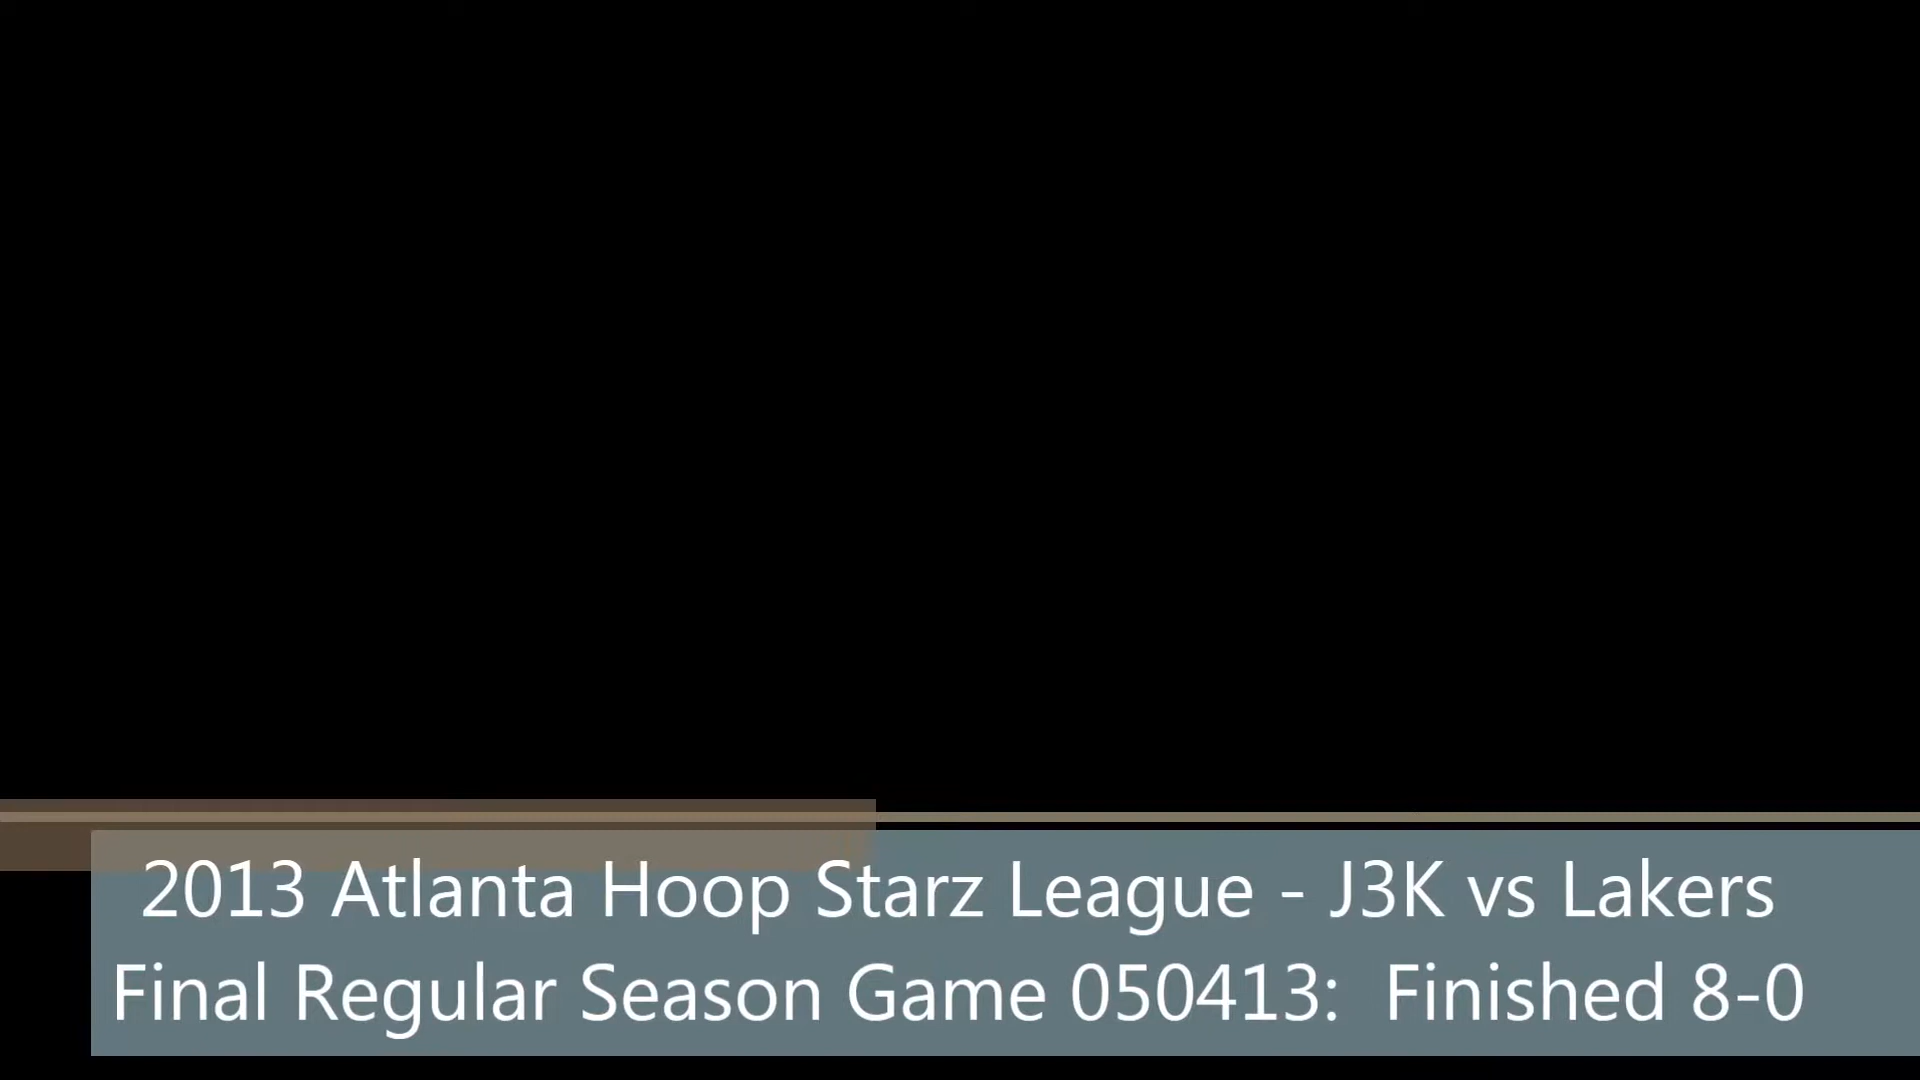 2013 Atlanta Hoop Starz League - J3K vs Lakers
Final Regular Season Game 050413:  Finished 8-0